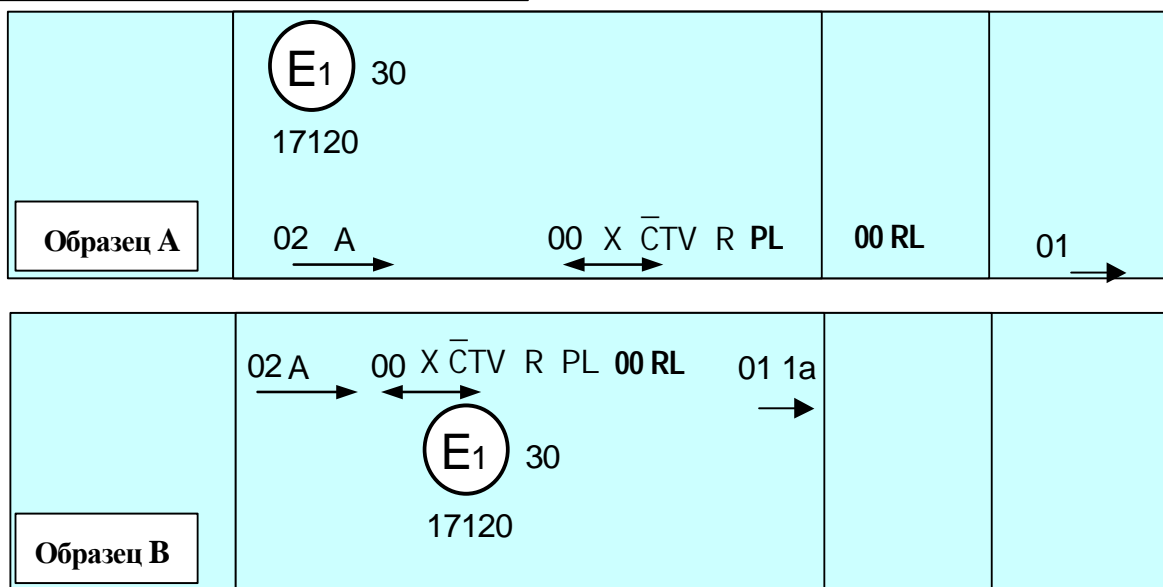 E1 30
17120
Образец A
02 A
00 X C̅TV R PL
00 RL
01
02 A 00 X C̅TV R PL 00 RL 01 1a
E1 30
17120
Образец B